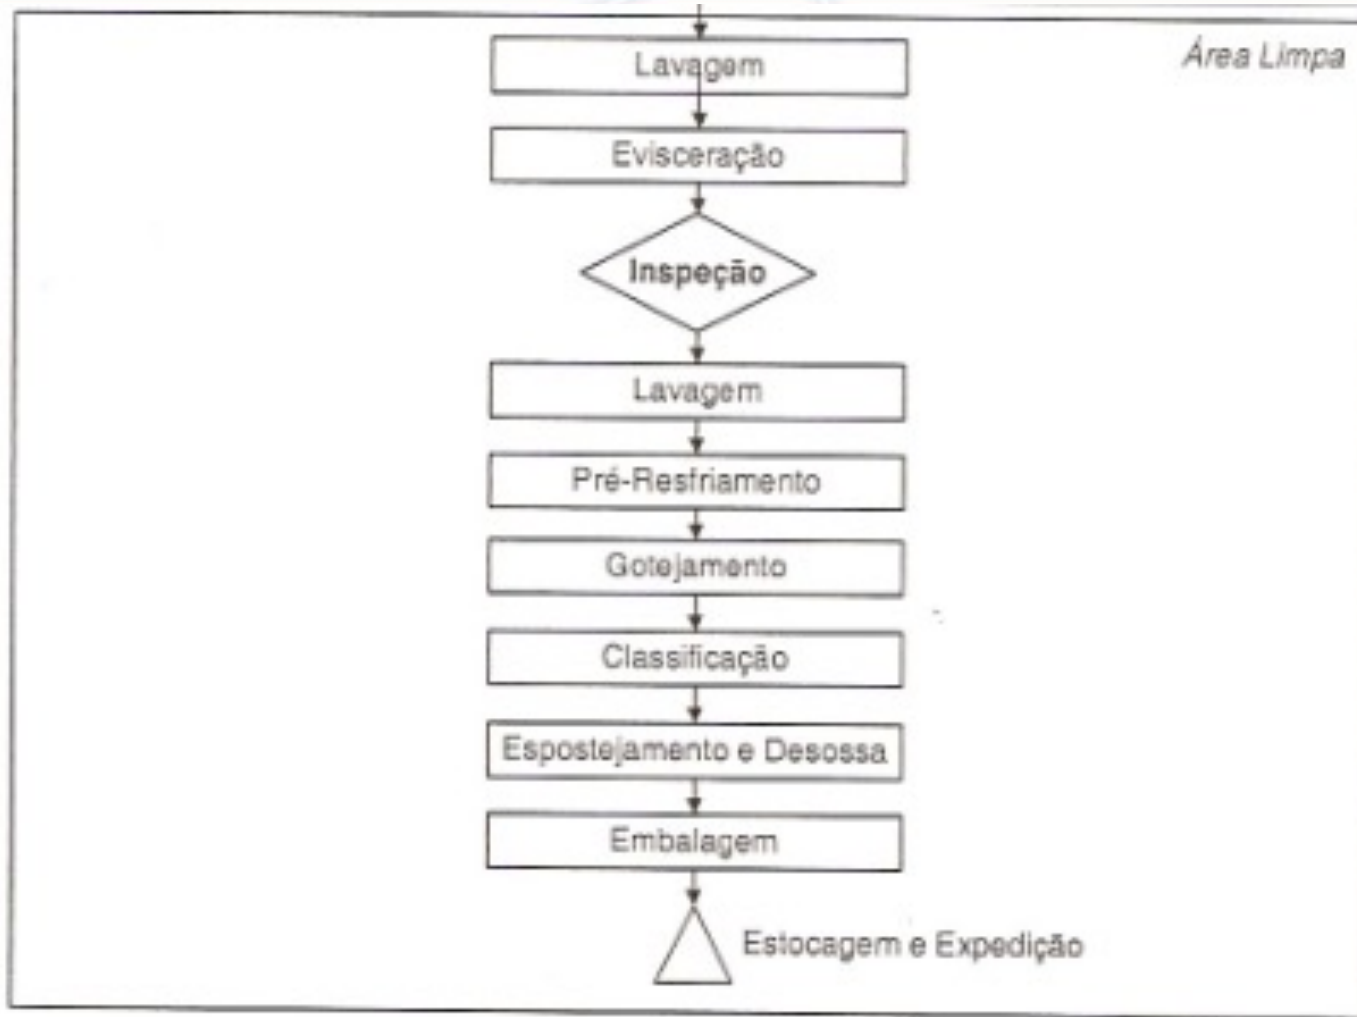 Área Limpa
Lavagem
Evisceração
Inspeção
Lavagem
Pré-Resfriamento
Gotejamento
Classificação
Espostejamento e Desossa
Embalagem
Estocagem e Expedição